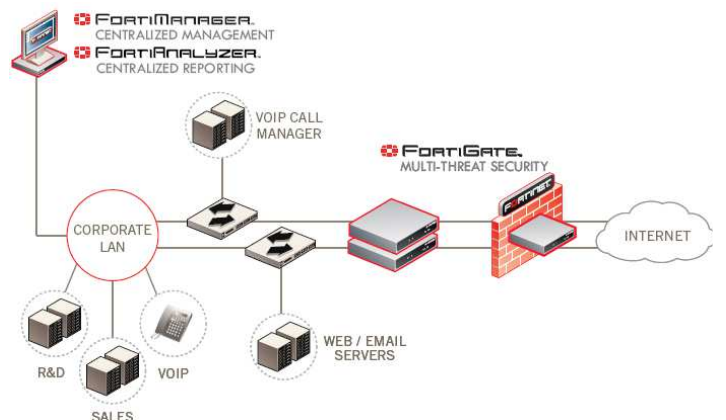 FORTIMANAGER.
CENTRALIZED MANAGEMENT
FORTIANALYZER.
CENTRALIZED REPORTING
VOIP CALL
MANAGER
FORTIGATE
MULTI-THREAT SECURITY
FORTINET
CORPORATE
LAN
INTERNET
R&D
VOIP
WEB / EMAIL
SERVERS
SALES